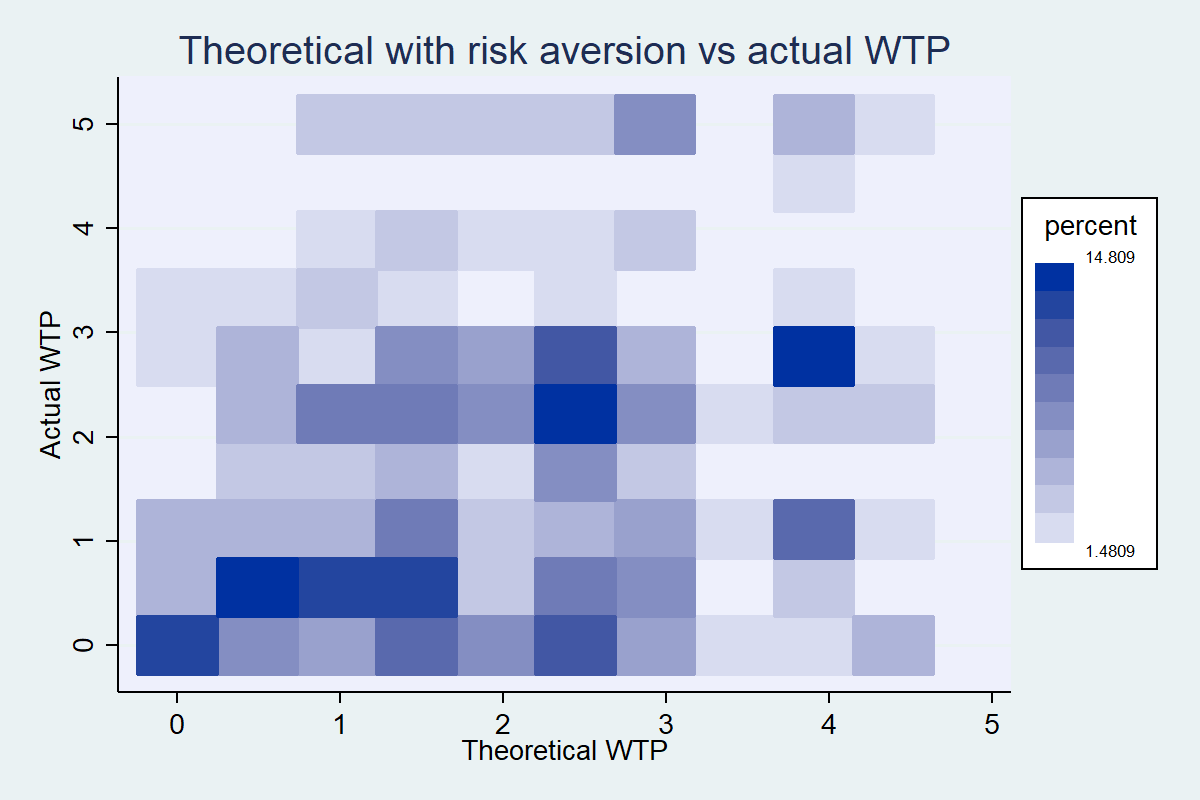 Theoretical with risk aversion vs actual WTP
Actual WTP
5
4
3
2
1
0
0 1 2 3 4 5
Theoretical WTP
percent
14.809
1.4809